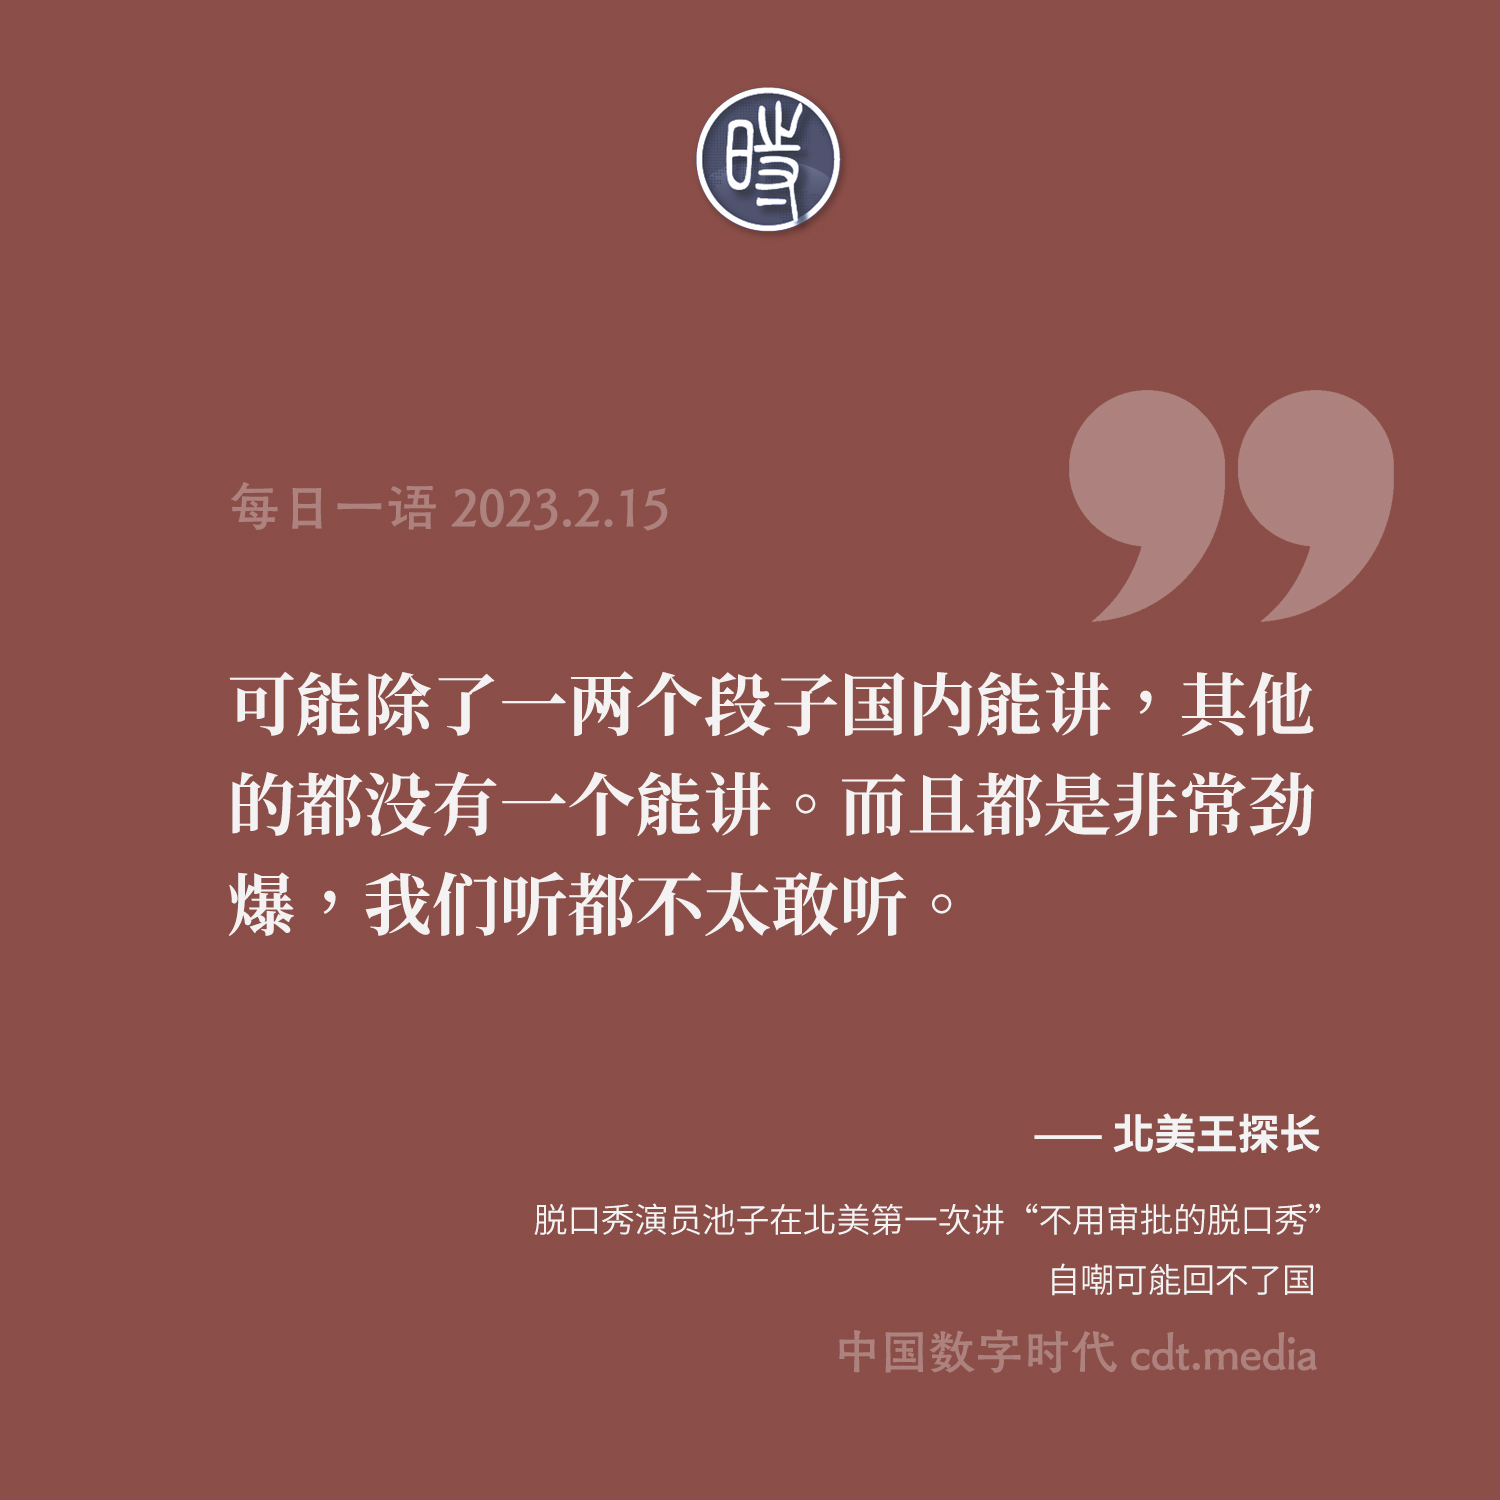 時
每日一语 2023.2.15
可能除了一两个段子国内能讲，其他
的都没有一个能讲。而且都是非常劲
爆，我们听都不太敢听。
—— 北美王探长
脱口秀演员池子在北美第一次讲“不用审批的脱口秀”
自嘲可能回不了国
中国数字时代 cdt.media